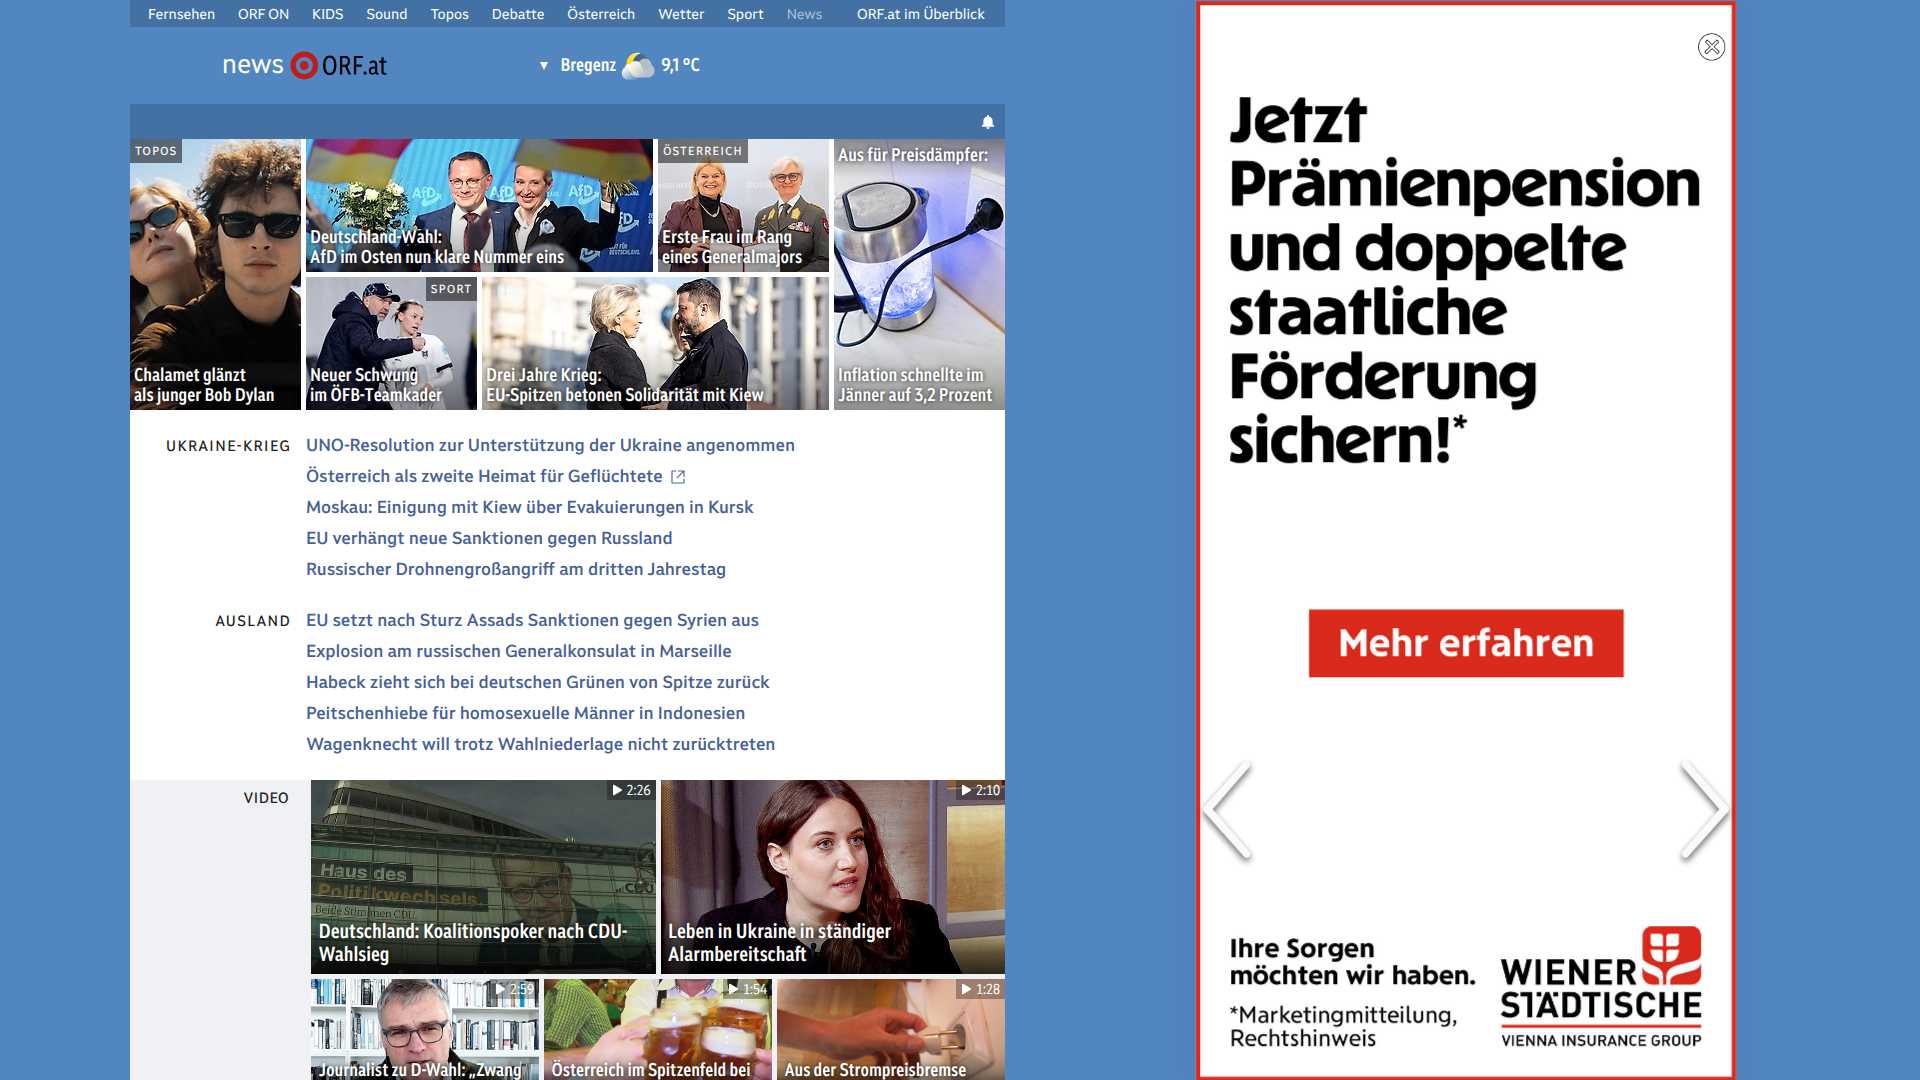 Fernsehen ORF ON KIDS Sound Topos Debatte Österreich Wetter Sport News ORF.at im Überblick
news ORF.at
Bregenz 9,1 °C
TOPOS
Chalamet glänzt
als junger Bob Dylan
AfD
AfD
AfD
Deutschland-Wahl:
AfD im Osten nun klare Nummer eins
ÖSTERREICH
Erste Frau im Rang
eines Generalmajors
Aus für Preisdämpfer:
Inflation schnellte im
Jänner auf 3,2 Prozent
SPORT
Neuer Schwung
im ÖFB-Teamkader
Drei Jahre Krieg:
EU-Spitzen betonen Solidarität mit Kiew
UKRAINE-KRIEG
UNO-Resolution zur Unterstützung der Ukraine angenommen
Österreich als zweite Heimat für Geflüchtete
Moskau: Einigung mit Kiew über Evakuierungen in Kursk
EU verhängt neue Sanktionen gegen Russland
Russischer Drohnengroßangriff am dritten Jahrestag
AUSLAND
EU setzt nach Sturz Assads Sanktionen gegen Syrien aus
Explosion am russischen Generalkonsulat in Marseille
Habeck zieht sich bei deutschen Grünen von Spitze zurück
Peitschenhiebe für homosexuelle Männer in Indonesien
Wagenknecht will trotz Wahlniederlage nicht zurücktreten
VIDEO
2:26
Haus des
Politikwechsels.
Beide Stimmen CDU.
CDU
Deutschland: Koalitionspoker nach CDU-
Wahlsieg
2:10
Leben in Ukraine in ständiger
Alarmbereitschaft
2:59
Journalist zu D-Wahl: „Zwang
1:54
Österreich im Spitzenfeld bei
1:28
Aus der Strompreisbremse
Jetzt
Prämienpension
und doppelte
staatliche
Förderung
sichern!*
Mehr erfahren
Ihre Sorgen
möchten wir haben.
*Marketingmitteilung,
Rechtshinweis
WIENER
STÄDTISCHE
VIENNA INSURANCE GROUP